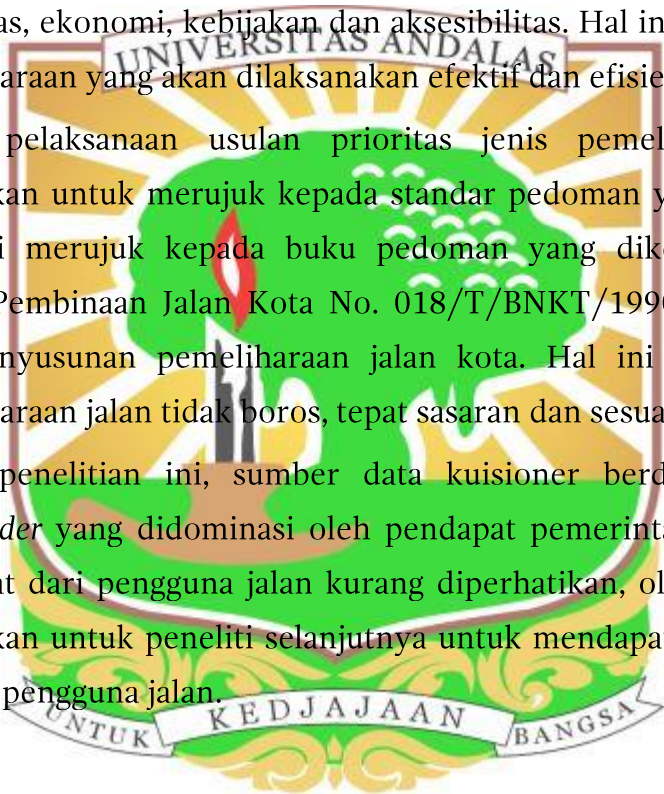 as, ekonomi, kebijakan dan aksesibilitas. Hal in
UNIVERSITAS ANDALAS
araan yang akan dilaksanakan efektif dan efisie
pelaksanaan usulan prioritas jenis pemel
kan untuk merujuk kepada standar pedoman y
i merujuk kepada buku pedoman yang dik
Pembinaan Jalan Kota No. 018/T/BNKT/1990
nyusunan pemeliharaan jalan kota. Hal ini
araan jalan tidak boros, tepat sasaran dan sesua
penelitian ini, sumber data kuisioner berd
der yang didominasi oleh pendapat pemerinta
at dari pengguna jalan kurang diperhatikan, ol
kan untuk peneliti selanjutnya untuk mendapa
pengguna jalan.
UNTUK KEDJAJAAN BANGSA